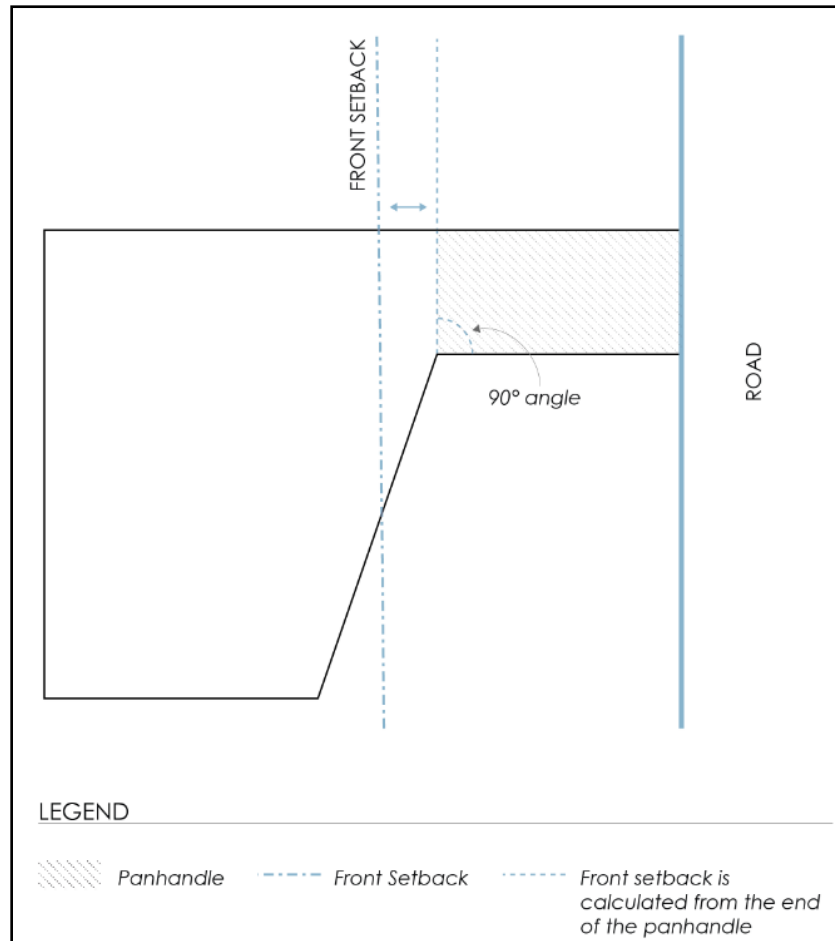 FRONT SETBACK
90° angle
ROAD
LEGEND
Panhandle
Front Setback
Front setback is
calculated from the end
of the panhandle